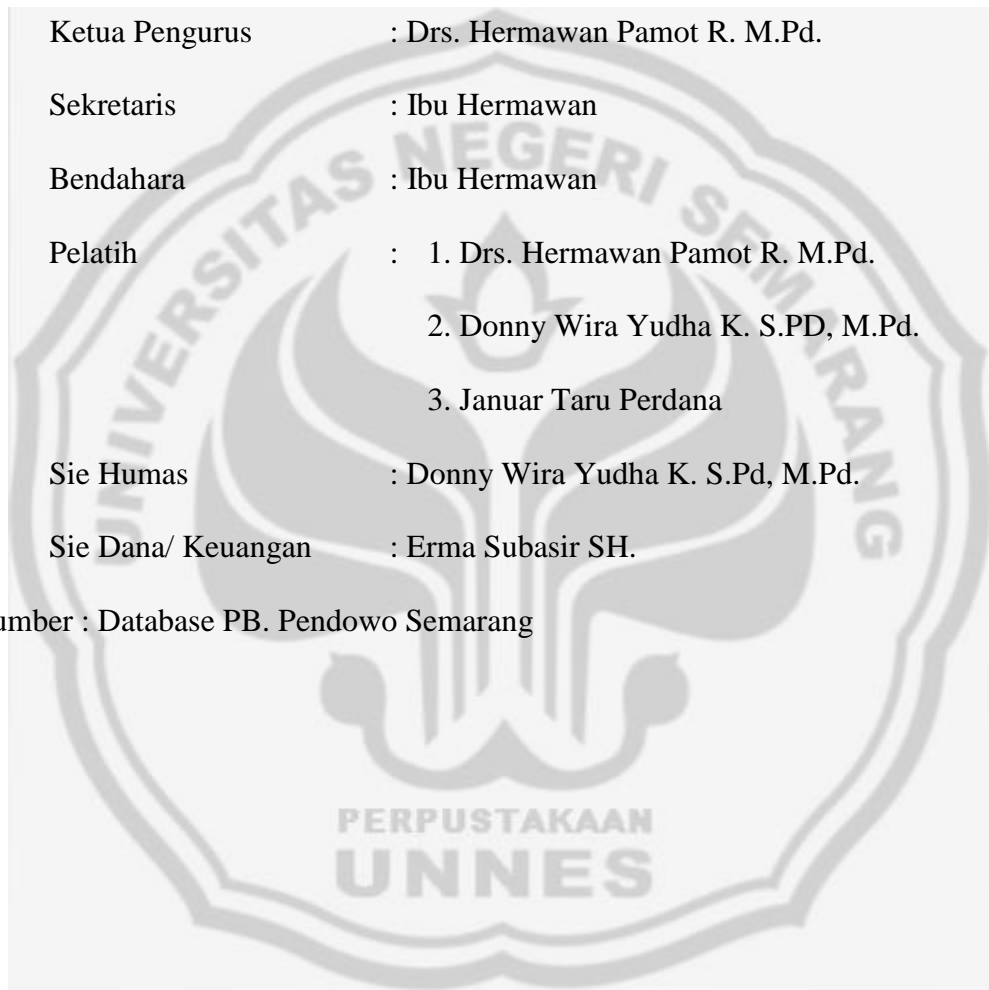 Ketua Pengurus : Drs. Hermawan Pamot R. M.Pd.
Sekretaris : Ibu Hermawan
Bendahara : Ibu Hermawan
Pelatih : 1. Drs. Hermawan Pamot R. M.Pd.
2. Donny Wira Yudha K. S.PD, M.Pd.
3. Januar Taru Perdana
Sie Humas : Donny Wira Yudha K. S.Pd, M.Pd.
Sie Dana/ Keuangan : Erma Subasir SH.
umber : Database PB. Pendowo Semarang
UNIVERSITAS NEGERI SEMARANG
PERPUSTAKAAN
UNNES